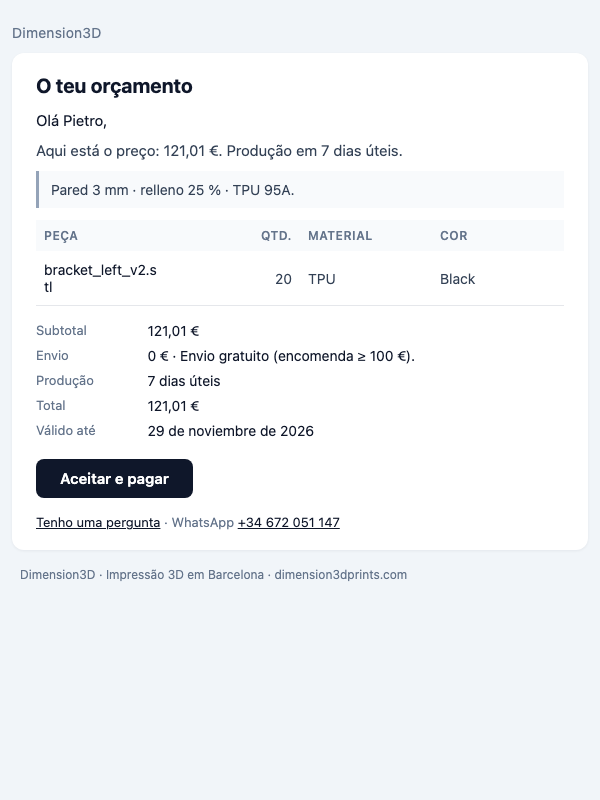 Dimension3D
O teu orçamento
Olá Pietro,
Aqui está o preço: 121,01 €. Produção em 7 dias úteis.
Pared 3 mm · relleno 25 % · TPU 95A.
PEÇA QTD. MATERIAL COR
bracket_left_v2.s
tl 20 TPU Black
Subtotal 121,01 €
Envio 0 € · Envio gratuito (encomenda ≥ 100 €).
Produção 7 dias úteis
Total 121,01 €
Válido até 29 de noviembre de 2026
Aceitar e pagar
Tenho uma pergunta · WhatsApp +34 672 051 147
Dimension3D · Impressão 3D em Barcelona · dimension3dprints.com